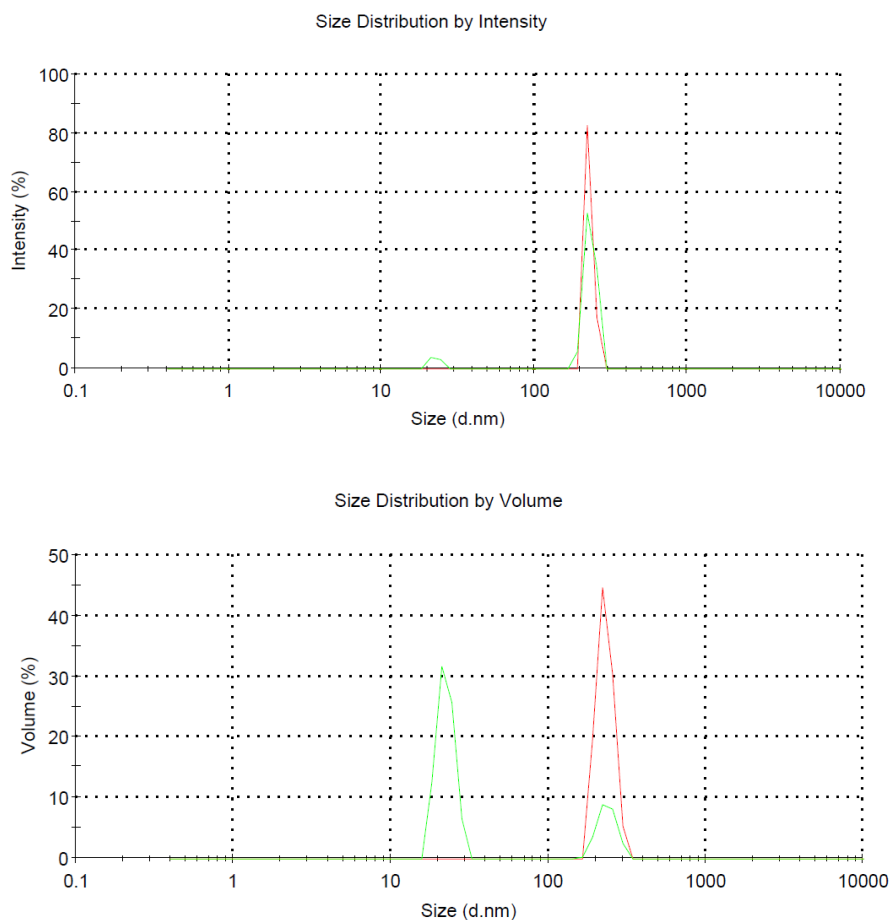 Size Distribution by Intensity
100
80
60
40
20
0
Intensity (%)
0.1 1 10 100 1000 10000
Size (d.nm)
Size Distribution by Volume
50
40
30
20
10
0
Volume (%)
0.1 1 10 100 1000 10000
Size (d.nm)